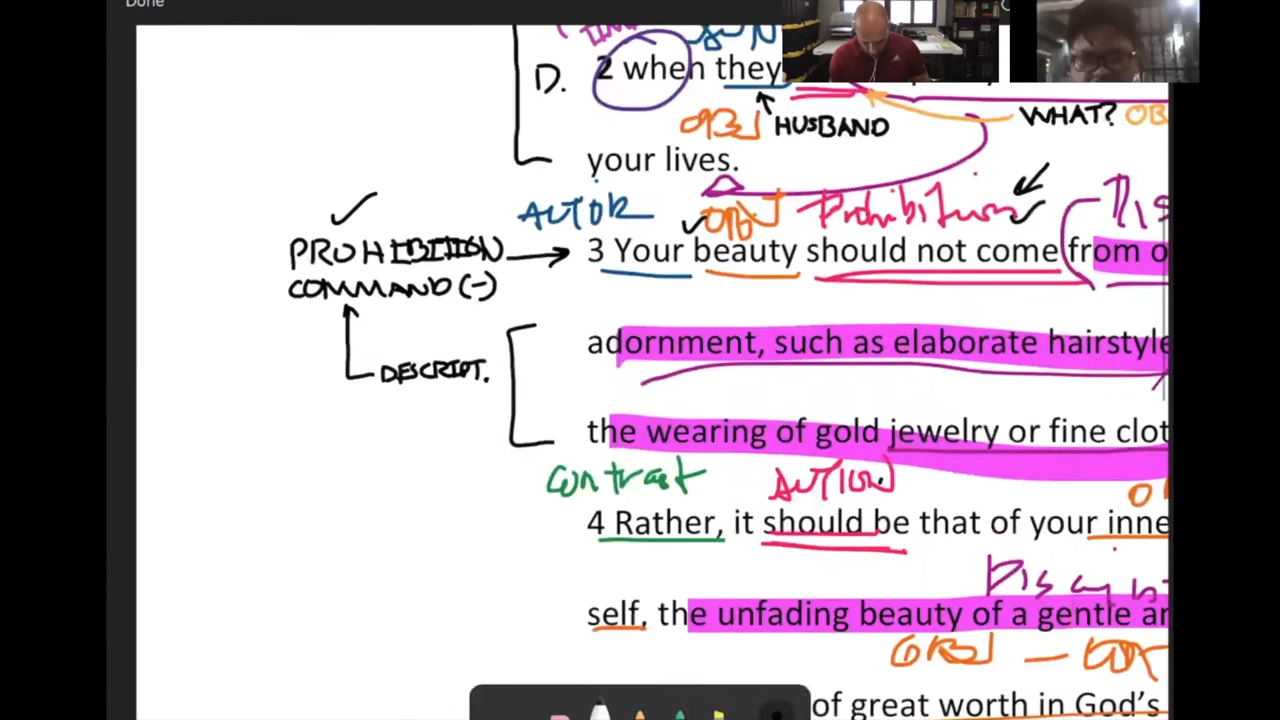 Done
D. 2 when they
OBJ HUSBAND WHAT? OB
your lives.
ACTOR OBJ Prohibition Dis
PROHIBITION 3 Your beauty should not come from o
COMMAND (-)
adornment, such as elaborate hairstyle
DESCRIPT.
the wearing of gold jewelry or fine clot
Contrast ACTION O
4 Rather, it should be that of your inne
self, the unfading beauty of a gentle an
OBJ
of great worth in God's